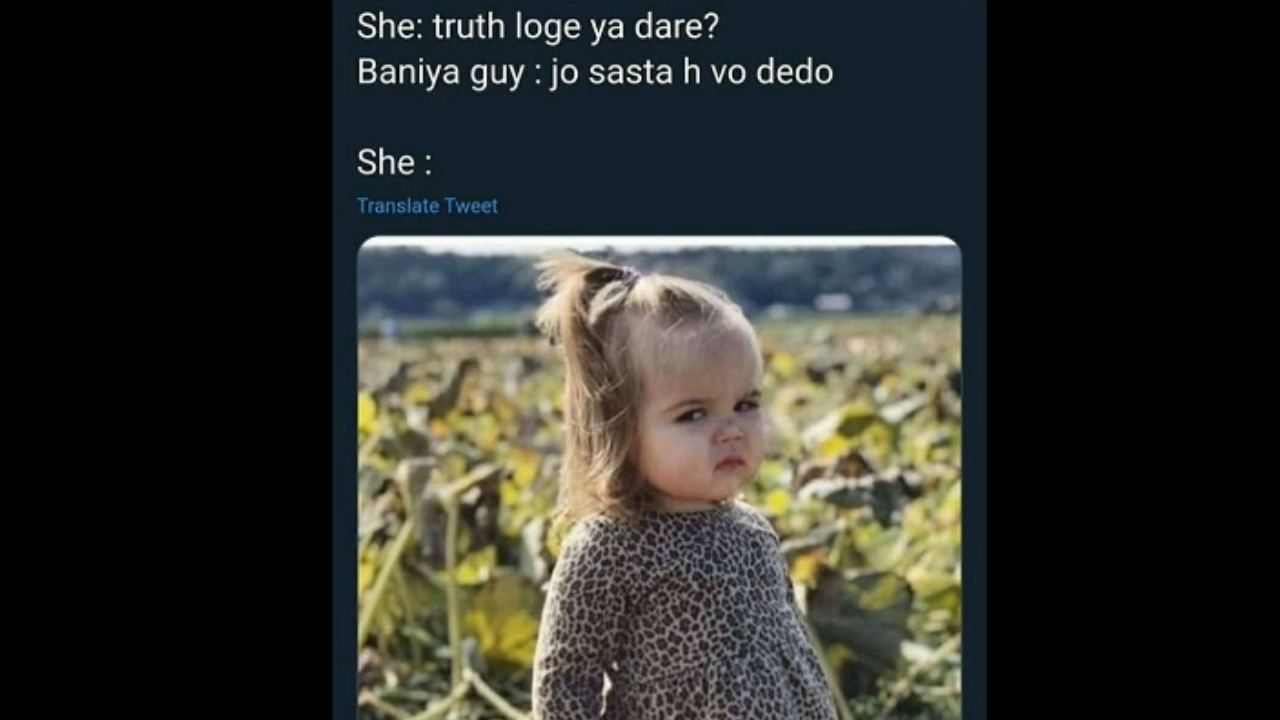 She: truth loge ya dare?
Baniya guy : jo sasta h vo dedo
She :
Translate Tweet